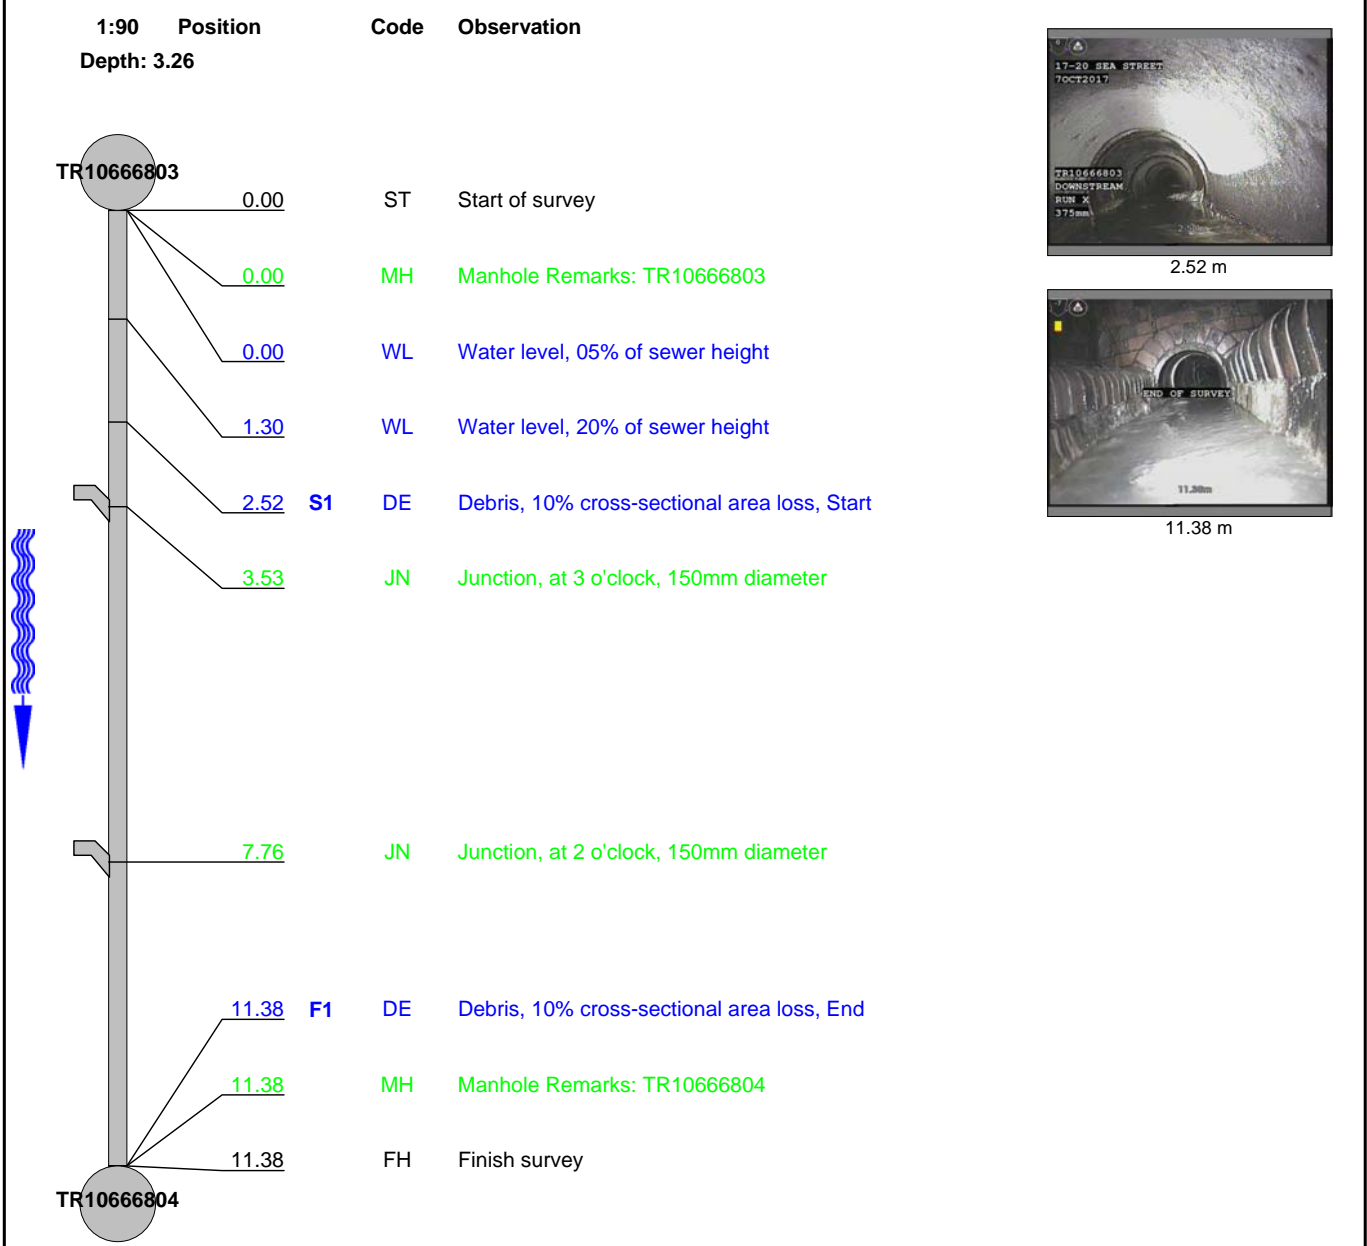 1:90 Position Code Observation
Depth: 3.26
TR10666803
0.00 ST Start of survey
0.00 MH Manhole Remarks: TR10666803
0.00 WL Water level, 05% of sewer height
1.30 WL Water level, 20% of sewer height
2.52 S1 DE Debris, 10% cross-sectional area loss, Start
3.53 JN Junction, at 3 o'clock, 150mm diameter
7.76 JN Junction, at 2 o'clock, 150mm diameter
11.38 F1 DE Debris, 10% cross-sectional area loss, End
11.38 MH Manhole Remarks: TR10666804
11.38 FH Finish survey
TR10666804
17-20 SEA STREET
7OCT2017
TR10666803
DOWNSTREAM
RUN X
375mm
2.52 m
END OF SURVEY
11.38m
11.38 m